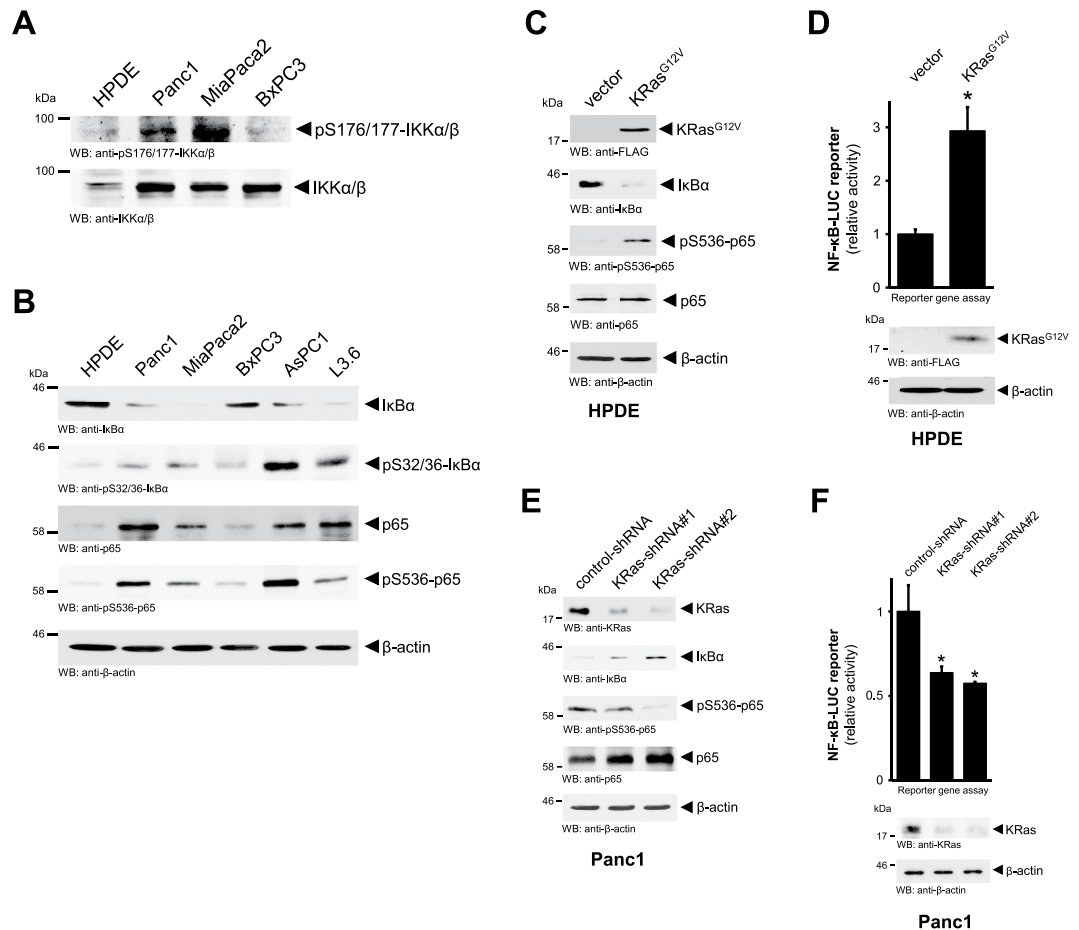 A
HPDE
Panc1
MiaPaca2
BxPC3
kDa
100
pS176/177-IKKα/β
WB: anti-pS176/177-IKKα/β
100
IKKα/β
WB: anti-IKKα/β
B
HPDE
Panc1
MiaPaca2
BxPC3
AsPC1
L3.6
kDa
46
IκBα
WB: anti-IκBα
46
pS32/36-IκBα
WB: anti-pS32/36-IκBα
58
p65
WB: anti-p65
58
pS536-p65
WB: anti-pS536-p65
46
β-actin
WB: anti-β-actin
C
vector
KRasG12V
kDa
17
KRasG12V
WB: anti-FLAG
46
IκBα
WB: anti-IκBα
58
pS536-p65
WB: anti-pS536-p65
58
p65
WB: anti-p65
46
β-actin
WB: anti-β-actin
HPDE
D
vector
KRasG12V
*
NF-κB-LUC reporter
(relative activity)
3
2
1
0
Reporter gene assay
kDa
17
KRasG12V
WB: anti-FLAG
46
β-actin
WB: anti-β-actin
HPDE
E
control-shRNA
KRas-shRNA#1
KRas-shRNA#2
kDa
17
KRas
WB: anti-KRas
46
IκBα
WB: anti-IκBα
58
pS536-p65
WB: anti-pS536-p65
58
p65
WB: anti-p65
46
β-actin
WB: anti-β-actin
Panc1
F
control-shRNA
KRas-shRNA#1
KRas-shRNA#2
NF-κB-LUC reporter
(relative activity)
1
0.5
0
*
*
Reporter gene assay
kDa
17
KRas
WB: anti-KRas
46
β-actin
WB: anti-β-actin
Panc1